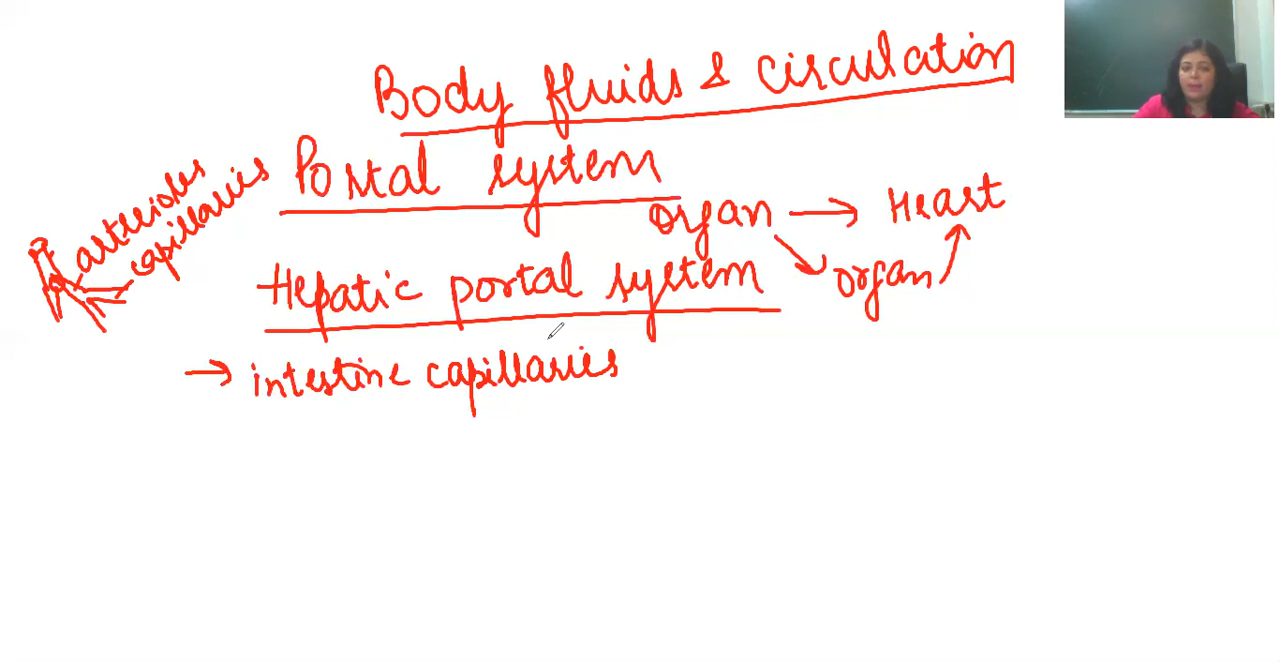 Body fluids & circulation
Portal system
arterioles
capillaries
organ → Heart
organ
Hepatic portal system
→ intestine capillaries